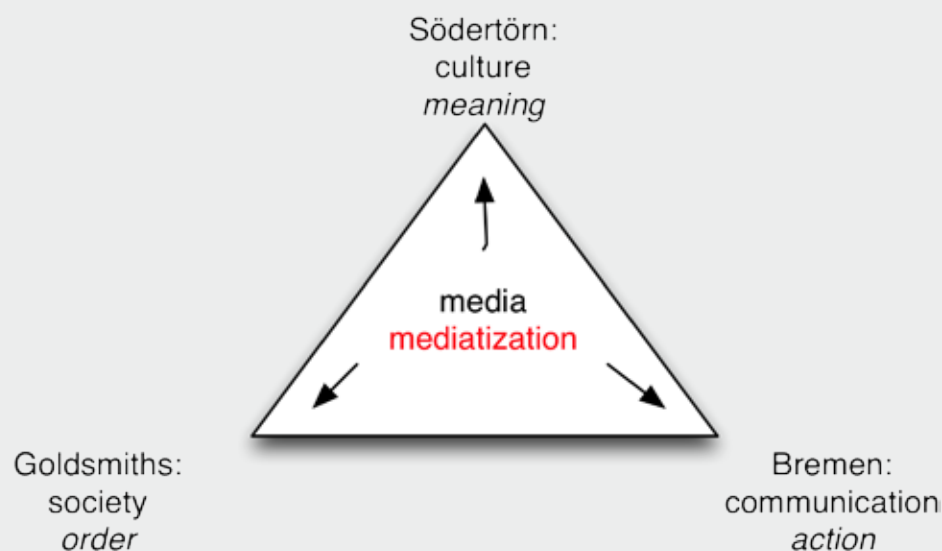 Södertörn:
culture
meaning
media
mediatization
Goldsmiths:
society
order
Bremen:
communication
action